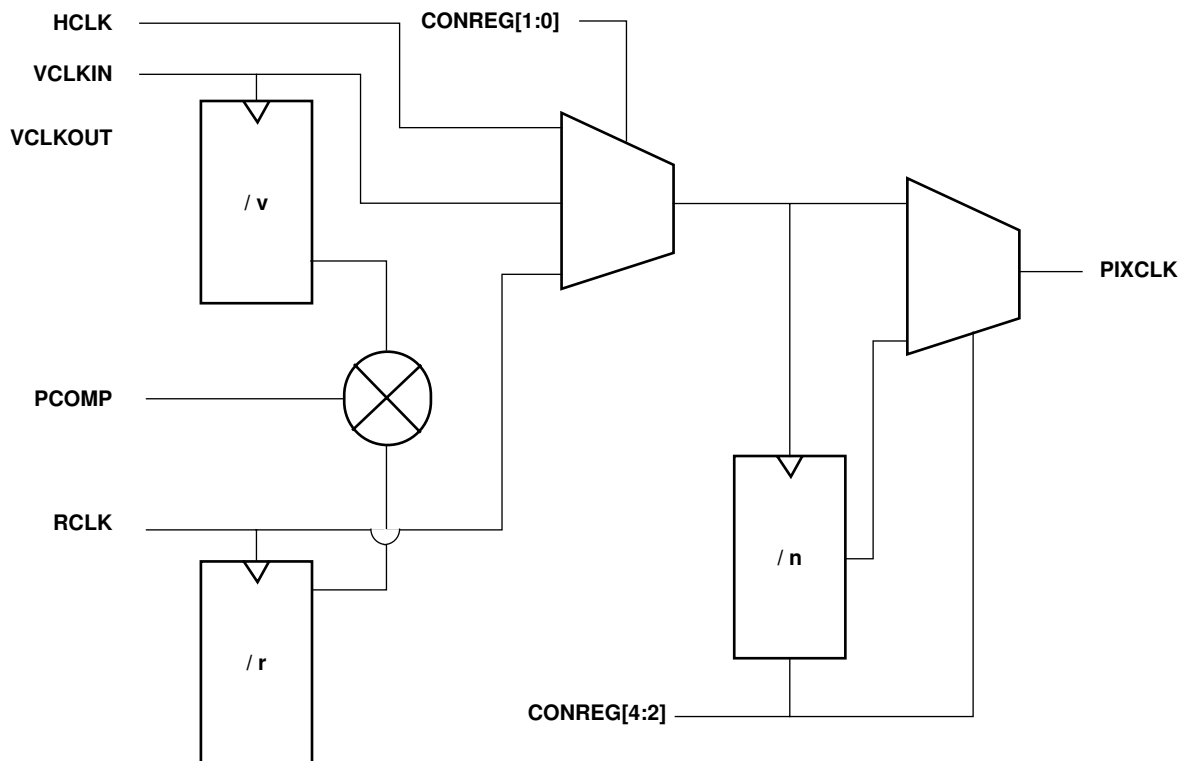 HCLK
CONREG[1:0]
VCLKIN
VCLKOUT
/ v
PIXCLK
PCOMP
RCLK
/ n
/ r
CONREG[4:2]